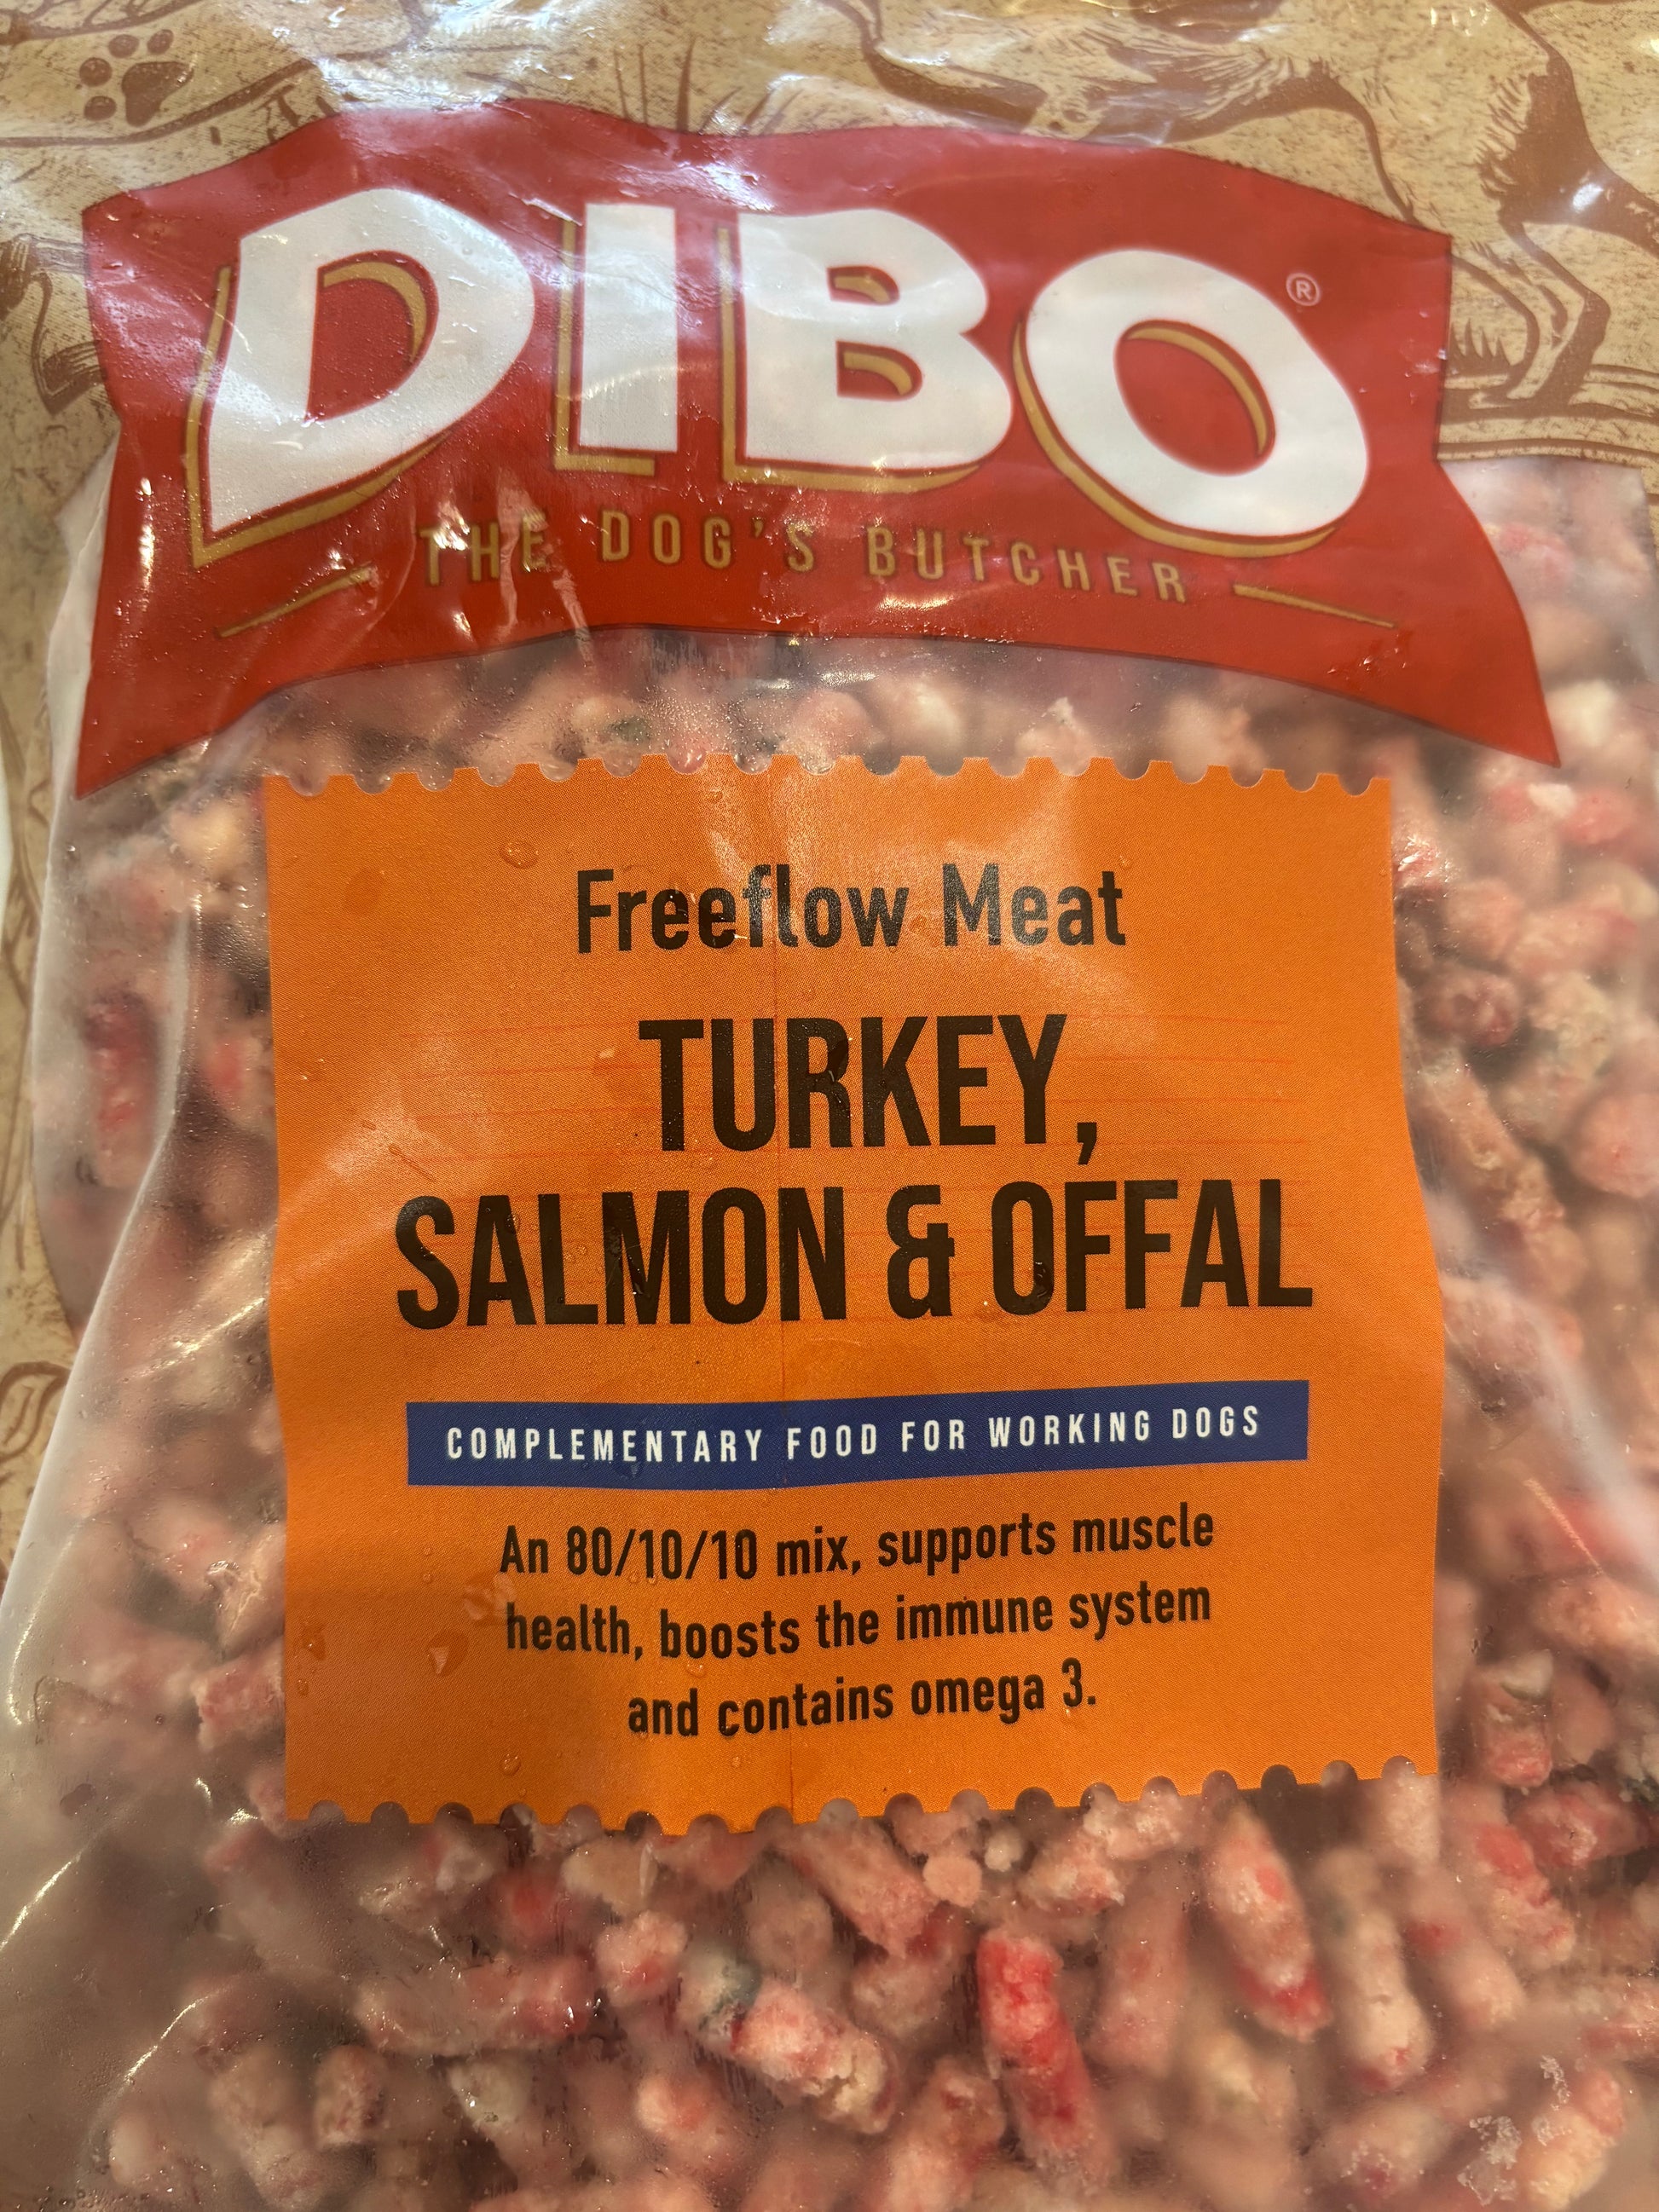 DIBO®
THE DOG'S BUTCHER
Freeflow Meat
TURKEY,
SALMON & OFFAL
COMPLEMENTARY FOOD FOR WORKING DOGS
An 80/10/10 mix, supports muscle
health, boosts the immune system
and contains omega 3.